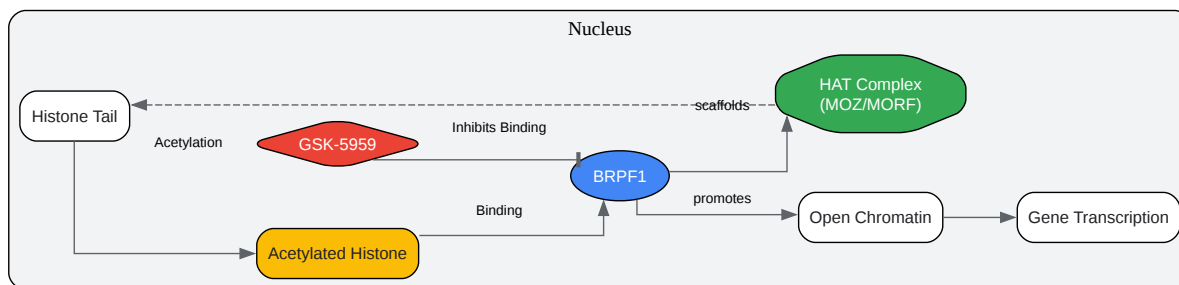 Nucleus
HAT Complex
(MOZ/MORF)
scaffolds
Histone Tail
Acetylation
GSK-5959
Inhibits Binding
BRPF1
Binding
promotes
Open Chromatin
Gene Transcription
Acetylated Histone